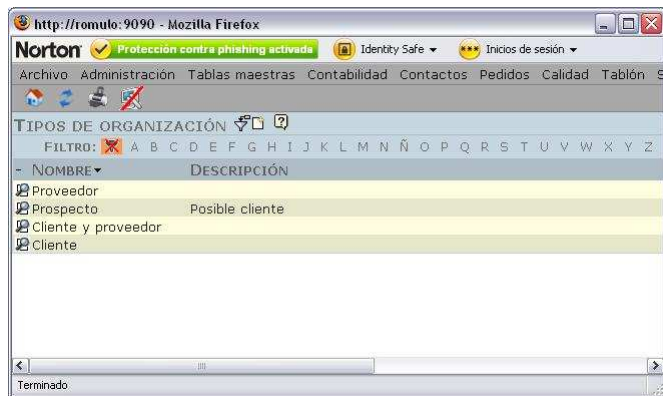 http://romulo:9090 - Mozilla Firefox
Norton Protección contra phishing activada Identity Safe Inicios de sesión
Archivo Administración Tablas maestras Contabilidad Contactos Pedidos Calidad Tablón S
TIPOS DE ORGANIZACIÓN
FILTRO: A B C D E F G H I J K L M N Ñ O P Q R S T U V W X Y Z
- NOMBRE DESCRIPCIÓN
Proveedor
Prospecto Posible cliente
Cliente y proveedor
Cliente
Terminado